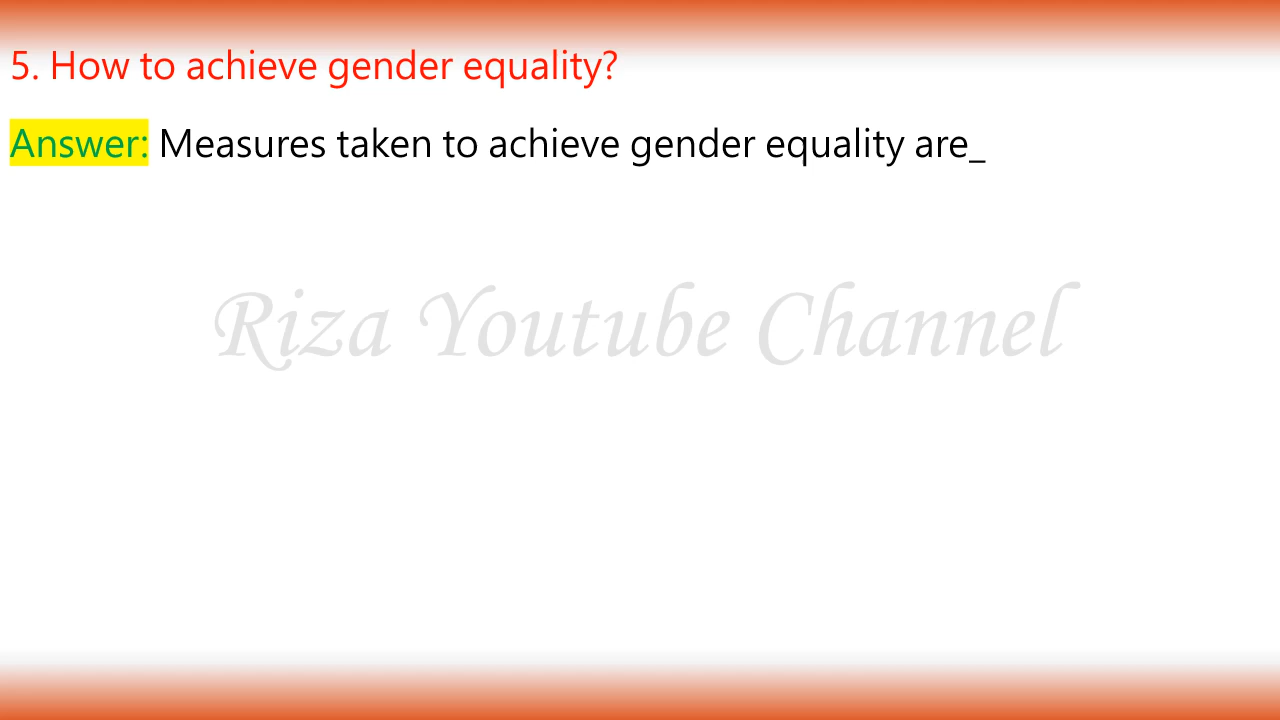 5. How to achieve gender equality?
Answer: Measures taken to achieve gender equality are_
Riza Youtube Channel